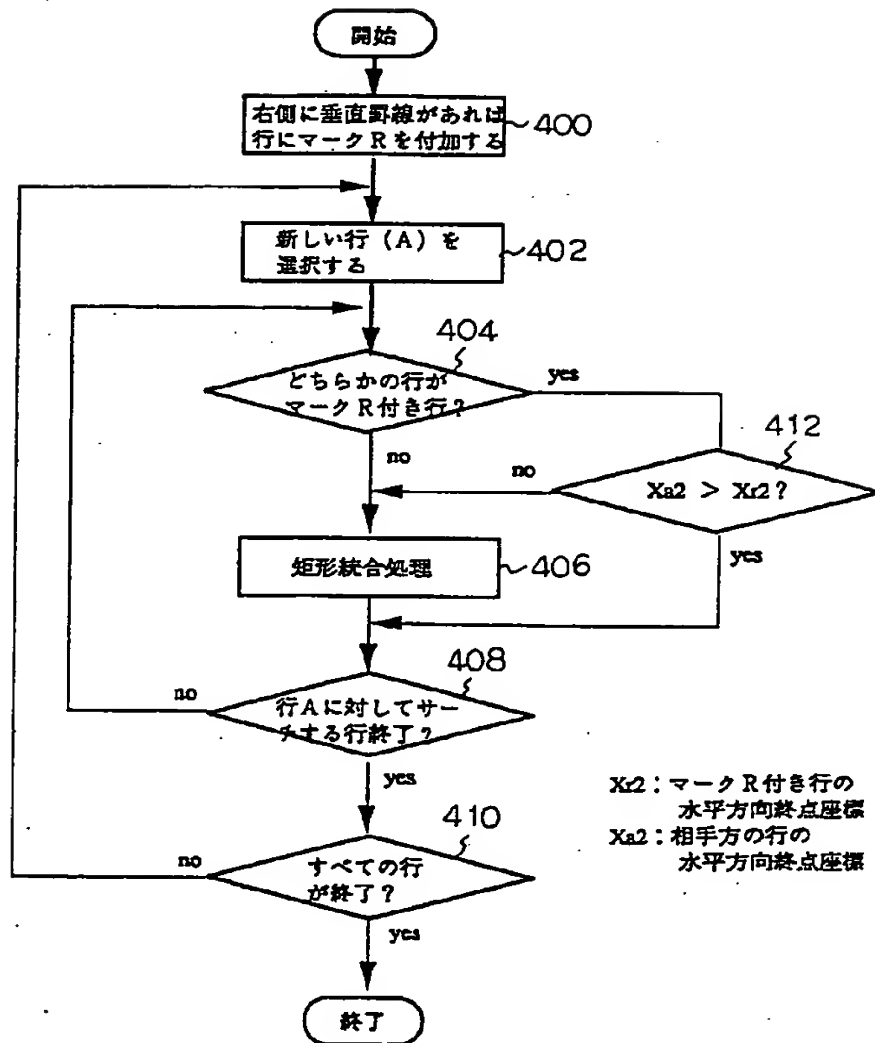 開始
右側に垂直罫線があれば
行にマークRを付加する
400
新しい行(A)を
選択する
402
404
どちらかの行が
マークR付き行?
yes
no
412
Xa2 > Xr2?
no
yes
矩形統合処理
406
408
行Aに対してサー
チする行終了?
no
yes
410
すべての行
が終了?
no
yes
終了
Xr2:マークR付き行の
水平方向終点座標
Xa2:相手方の行の
水平方向終点座標